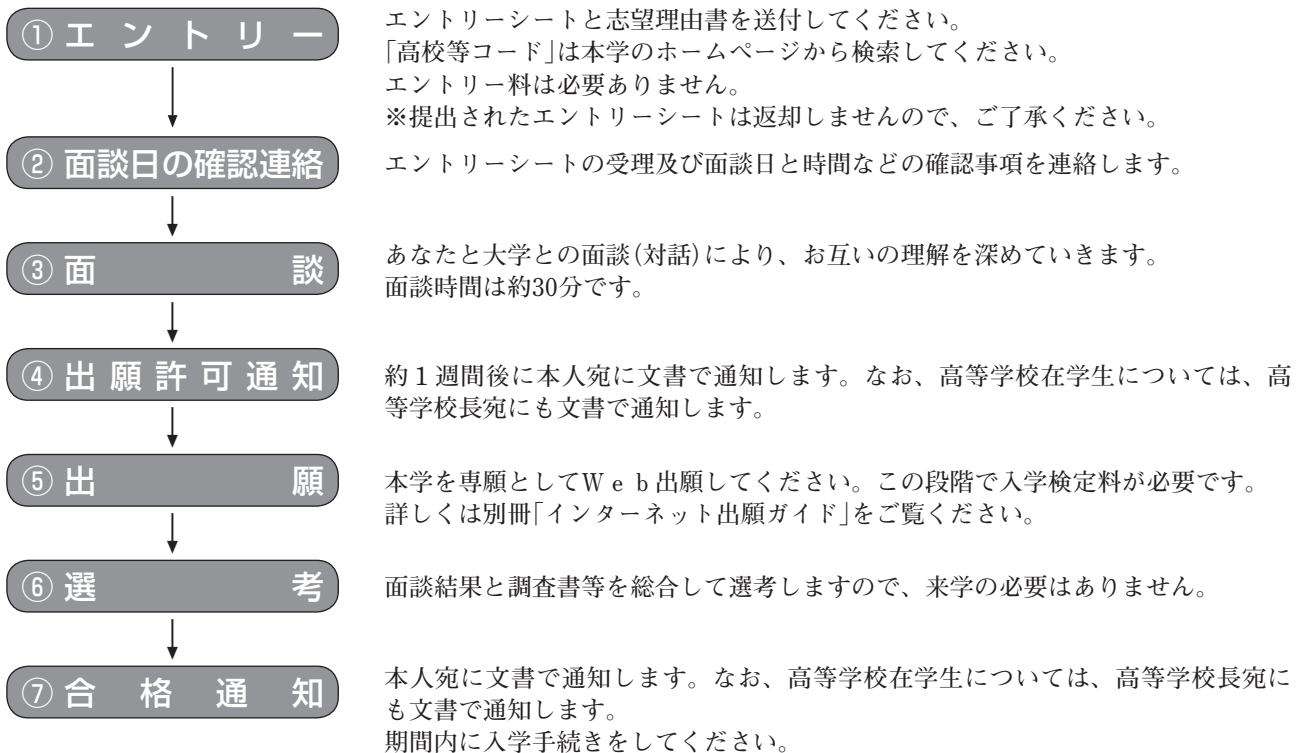 ① エントリー
エントリーシートと志望理由書を送付してください。
「高校等コード」は本学のホームページから検索してください。
エントリー料は必要ありません。
※提出されたエントリーシートは返却しませんので、ご了承ください。
② 面談日の確認連絡
エントリーシートの受理及び面談日と時間などの確認事項を連絡します。
③ 面談
あなたと大学との面談(対話)により、お互いの理解を深めていきます。
面談時間は約30分です。
④ 出願許可通知
約1週間後に本人宛に文書で通知します。なお、高等学校在学生については、高
等学校長宛にも文書で通知します。
⑤ 出願
本学を専願としてWeb出願してください。この段階で入学検定料が必要です。
詳しくは別冊「インターネット出願ガイド」をご覧ください。
⑥ 選考
面談結果と調査書等を総合して選考しますので、来学の必要はありません。
⑦ 合格通知
本人宛に文書で通知します。なお、高等学校在学生については、高等学校長宛に
も文書で通知します。
期間内に入学手続きをしてください。